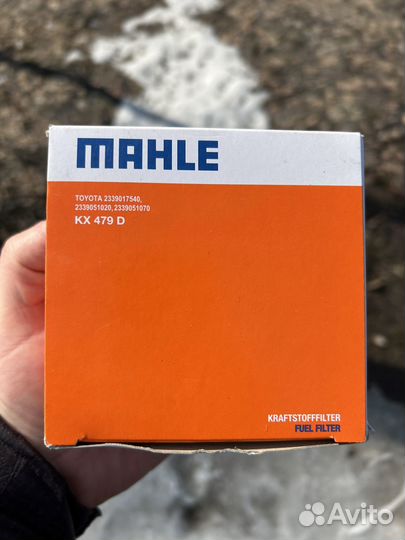 MAHLE
TOYOTA 2339017540,
2339051020, 2339051070
KX 479 D
KRAFTSTOFFFILTER
FUEL FILTER
Avito